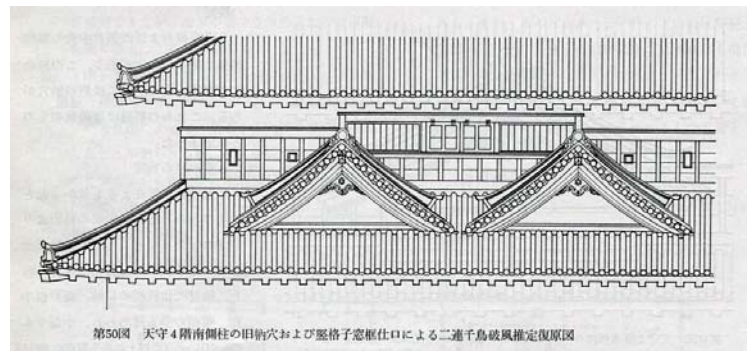 第50図　天守4階南側柱の旧枘穴および竪格子窓框仕口による二連千鳥破風推定復原図